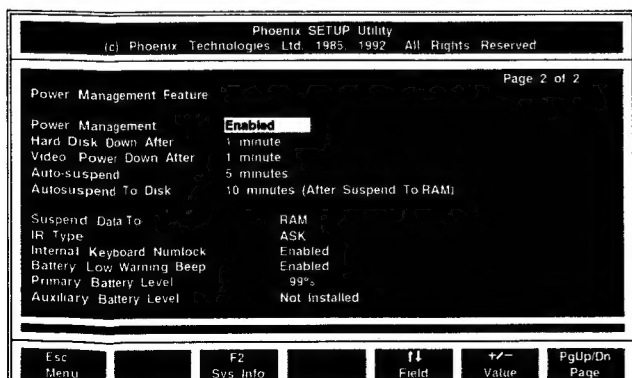 Phoenix SETUP Utility
(c) Phoenix Technologies Ltd. 1985, 1992 All Rights Reserved
Page 2 of 2
Power Management Feature
Power Management Enabled
Hard Disk Down After 1 minute
Video Power Down After 1 minute
Auto-suspend 5 minutes
Autosuspend To Disk 10 minutes (After Suspend To RAM)
Suspend Data To RAM
IR Type ASK
Internal Keyboard Numlock Enabled
Battery Low Warning Beep Enabled
Primary Battery Level 99%
Auxiliary Battery Level Not Installed
Esc F2 ↑↓ +/− PgUp/Dn
Menu Sys Info Field Value Page